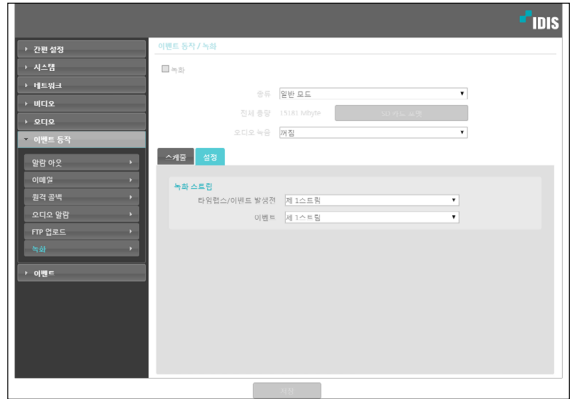 IDIS
간편 설정
시스템
네트워크
비디오
오디오
이벤트 동작
알람 아웃
이메일
원격 콜백
오디오 알람
FTP 업로드
녹화
이벤트
이벤트 동작 / 녹화
녹화
종류 일반 모드
전체 용량 15181 MByte
오디오 녹음 꺼짐
스케줄 설정
녹화 스트림
타임랩스/이벤트 발생전 제 1스트림
이벤트 제 1스트림
저장